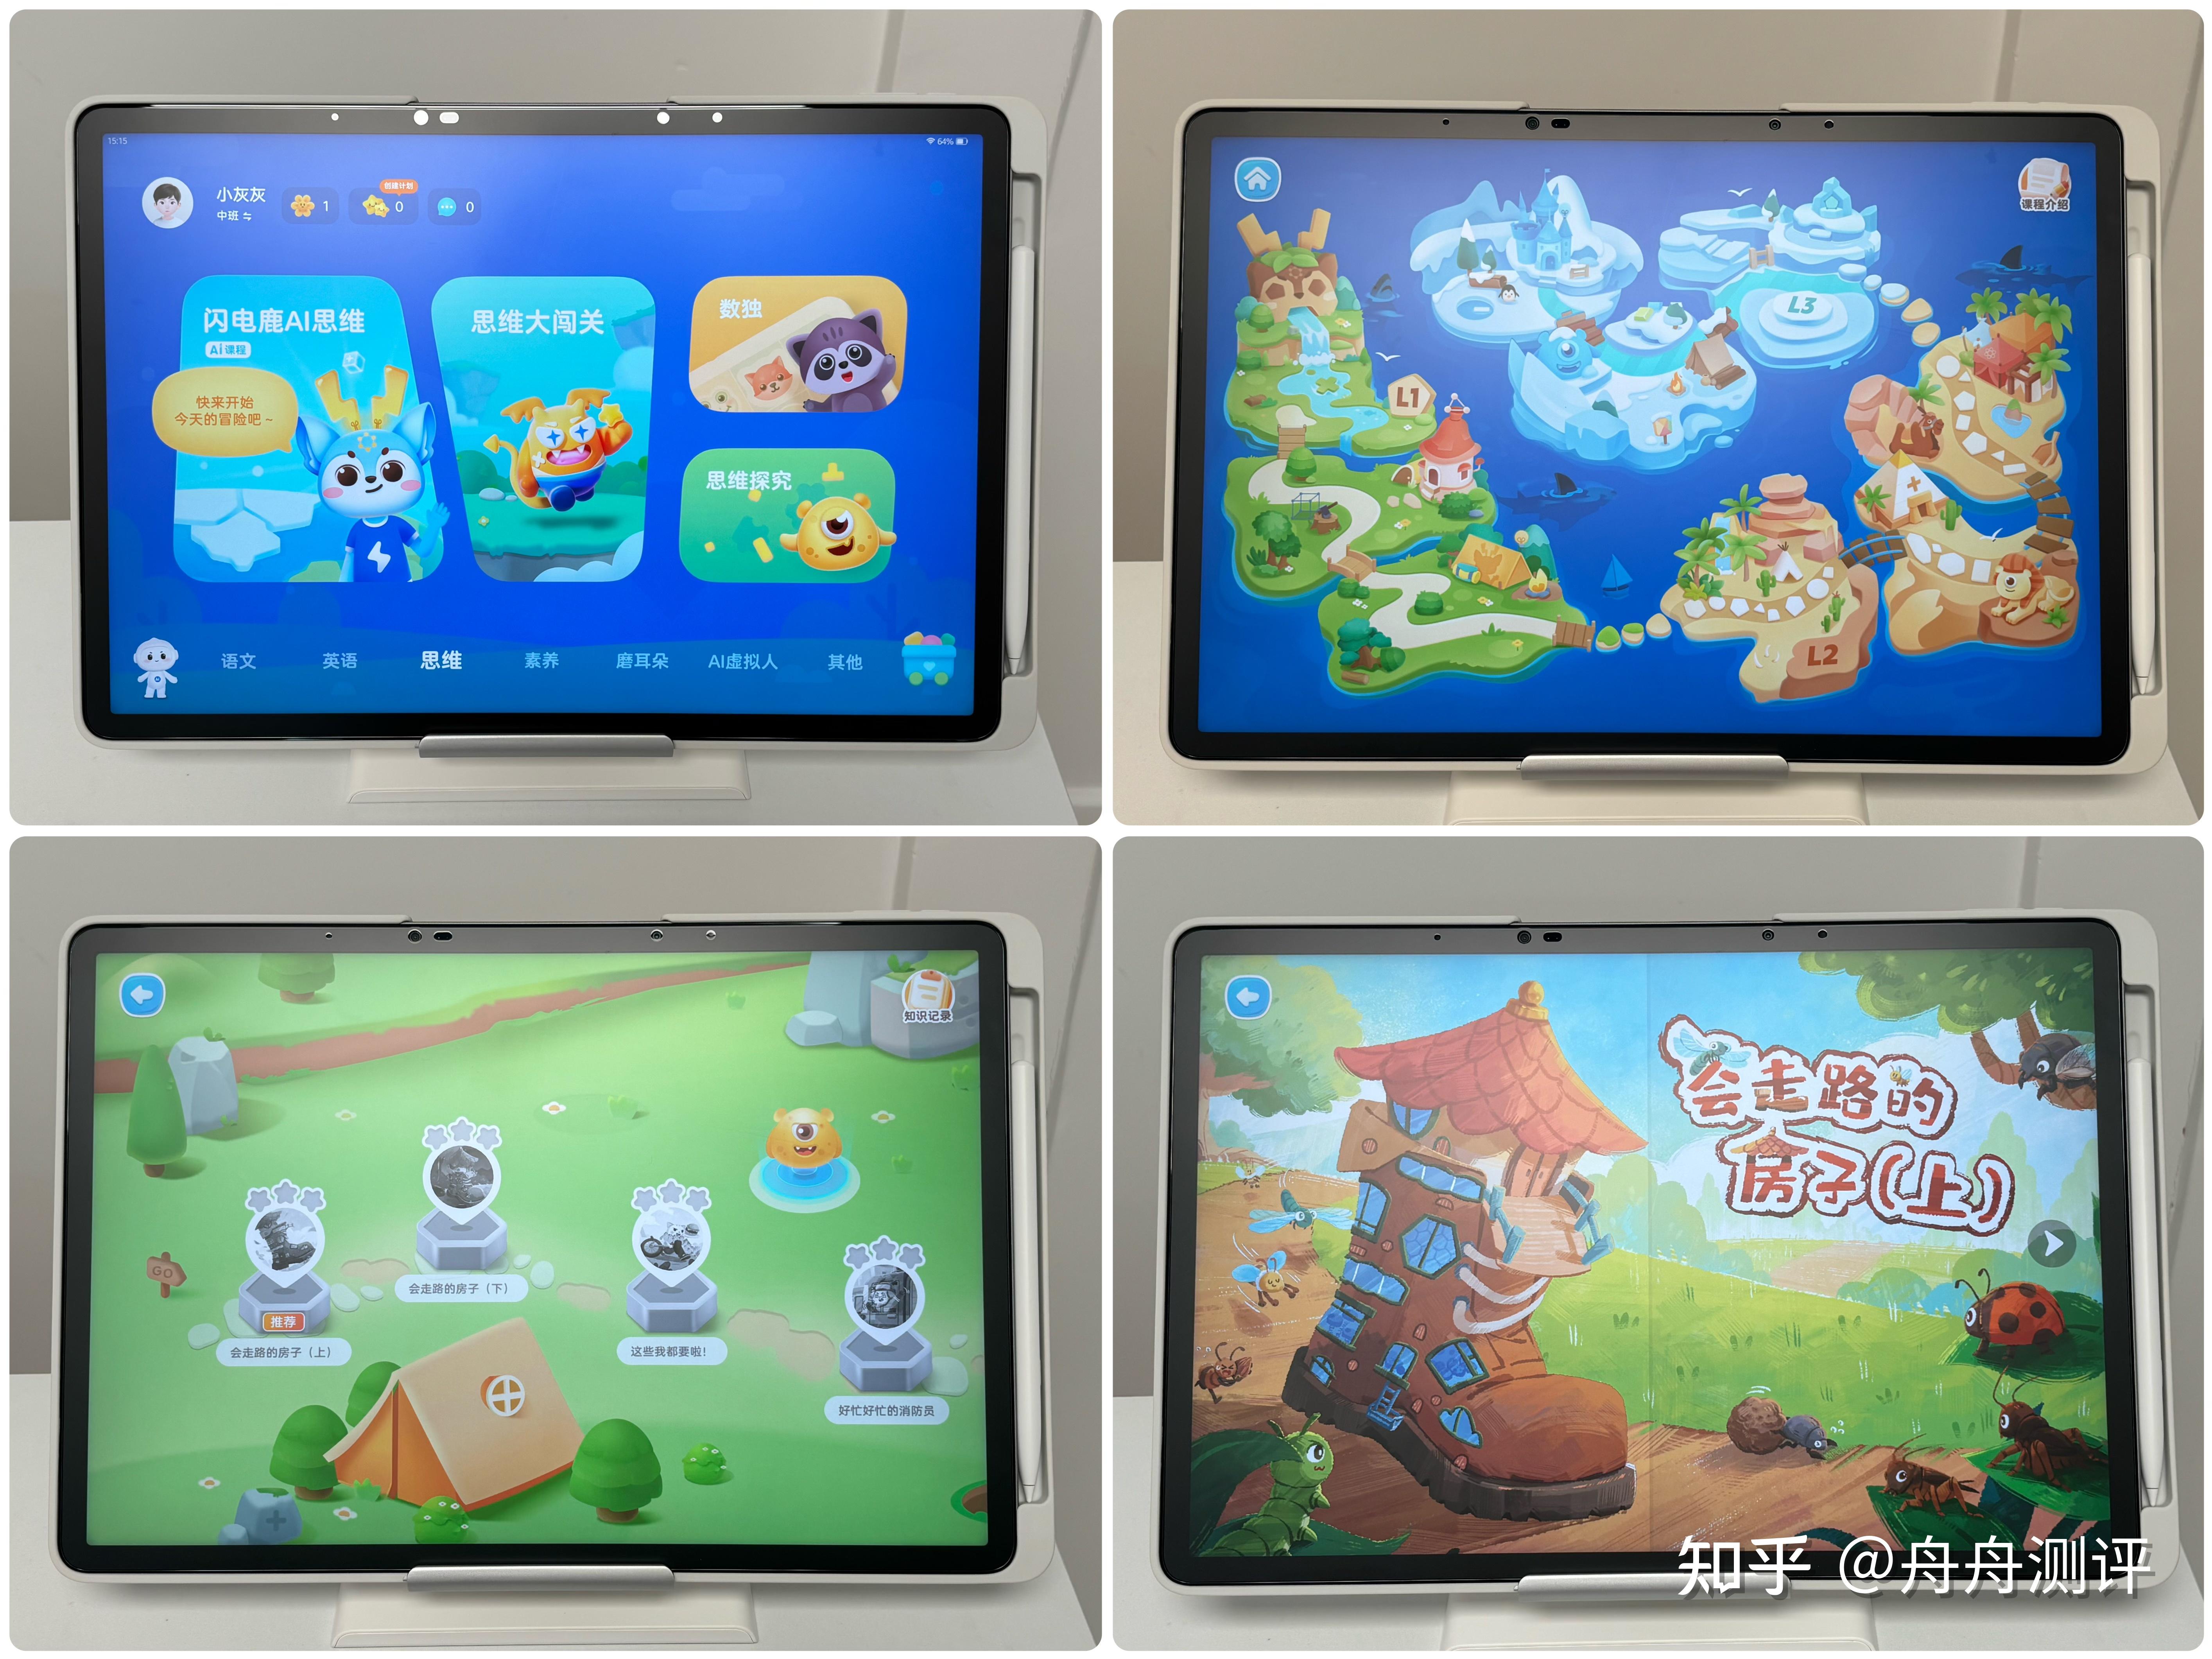 15:15
64%
小灰灰
中班
1
创建计划
0
0
闪电鹿AI思维
Ai课程
快来开始
今天的冒险吧~
思维大闯关
数独
思维探究
语文
英语
思维
素养
磨耳朵
AI虚拟人
其他
课程介绍
L1
L3
L2
知识记录
GO
推荐
会走路的房子（上）
会走路的房子（下）
这些我都要啦！
好忙好忙的消防员
会走路的
房子(上)
知乎 @舟舟测评